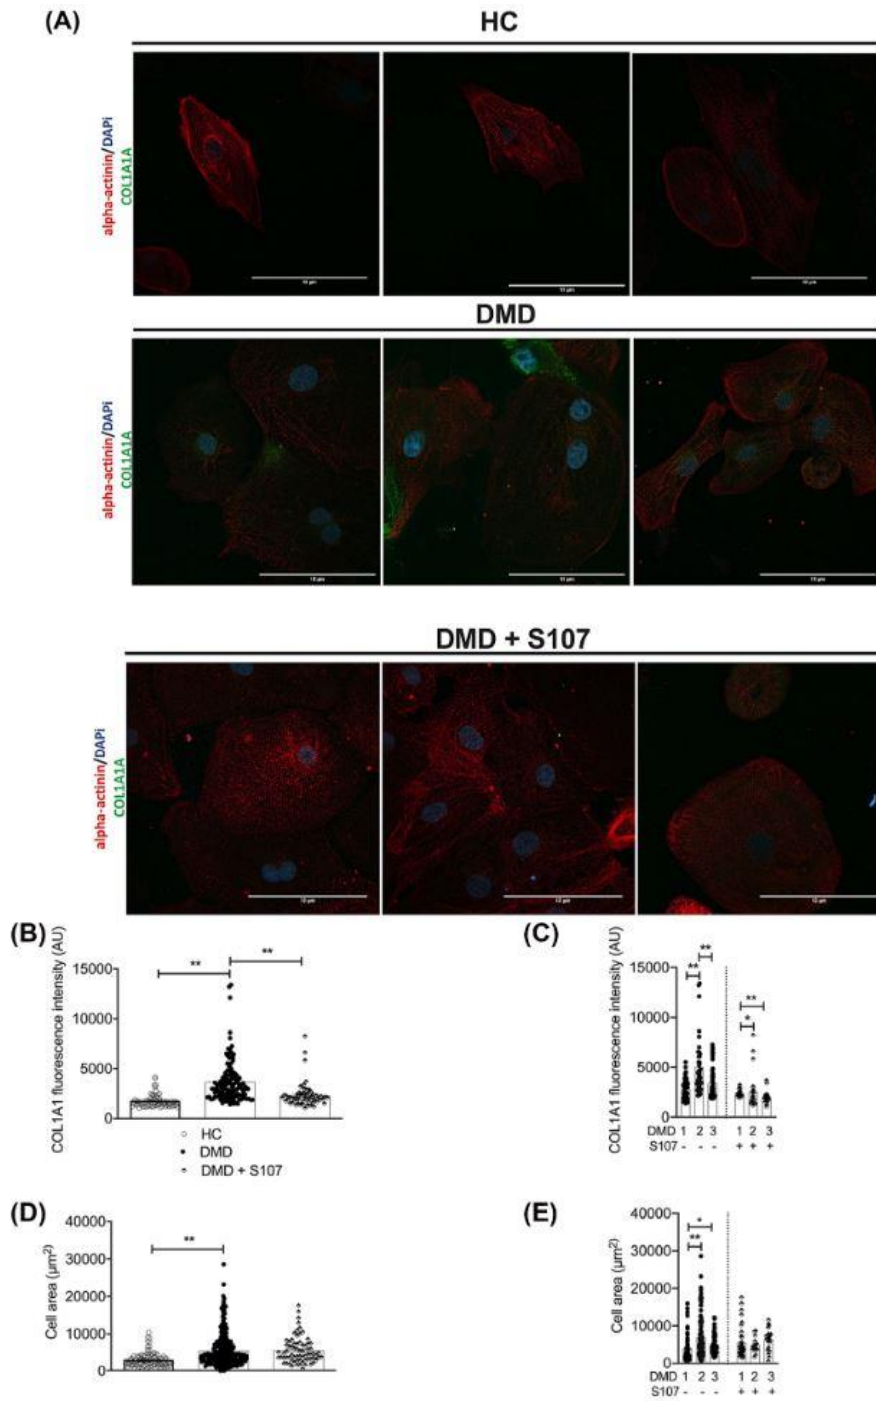 (A)
HC
alpha-actinin/DAPi
COL1A1A
DMD
alpha-actinin/DAPi
COL1A1A
DMD + S107
alpha-actinin/DAPi
COL1A1A
(B)
COL1A1 fluorescence intensity (AU)
15000
10000
5000
0
**
**
HC
DMD
DMD + S107
(C)
COL1A1 fluorescence intensity (AU)
15000
10000
5000
0
**
**
**
*
DMD 1 2 3 1 2 3
S107 - - - + + +
(D)
Cell area (µm²)
40000
30000
20000
10000
0
**
(E)
Cell area (µm²)
40000
30000
20000
10000
0
*
**
DMD 1 2 3 1 2 3
S107 - - - + + +